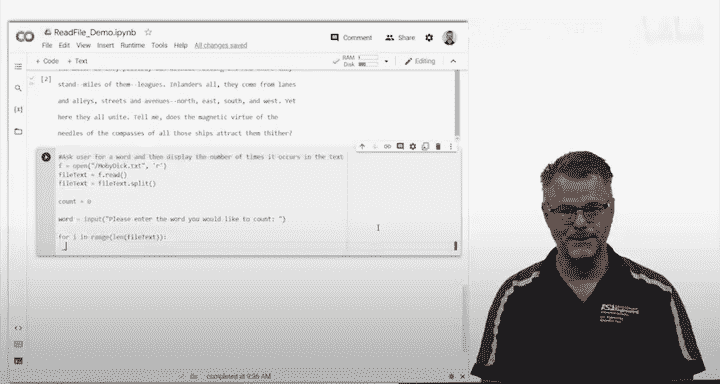 ReadFile_Demo.ipynb
Comment
Share
File Edit View Insert Runtime Tools Help All changes saved
+ Code + Text
RAM
Disk
Editing
[2]
stand--miles of them--leagues. Inlanders all, they come from lanes
and alleys, streets and avenues--north, east, south, and west. Yet
here they all unite. Tell me, does the magnetic virtue of the
needles of the compasses of all those ships attract them thither?
#Ask user for a word and then display the number of times it occurs in the text
f = open("/MobyDick.txt", 'r')
fileText = f.read()
fileText = fileText.split()
count = 0
word = input("Please enter the word you would like to count: ")
for i in range(len(fileText)):
0s completed at 9:36 AM